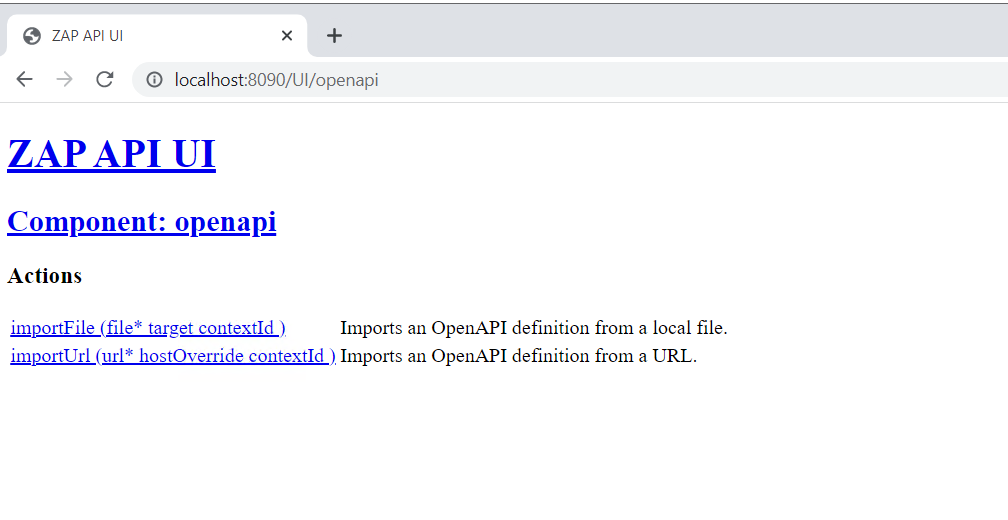 ZAP API UI
localhost:8090/UI/openapi
ZAP API UI
Component: openapi
Actions
importFile (file* target contextId ) Imports an OpenAPI definition from a local file.
importUrl (url* hostOverride contextId ) Imports an OpenAPI definition from a URL.